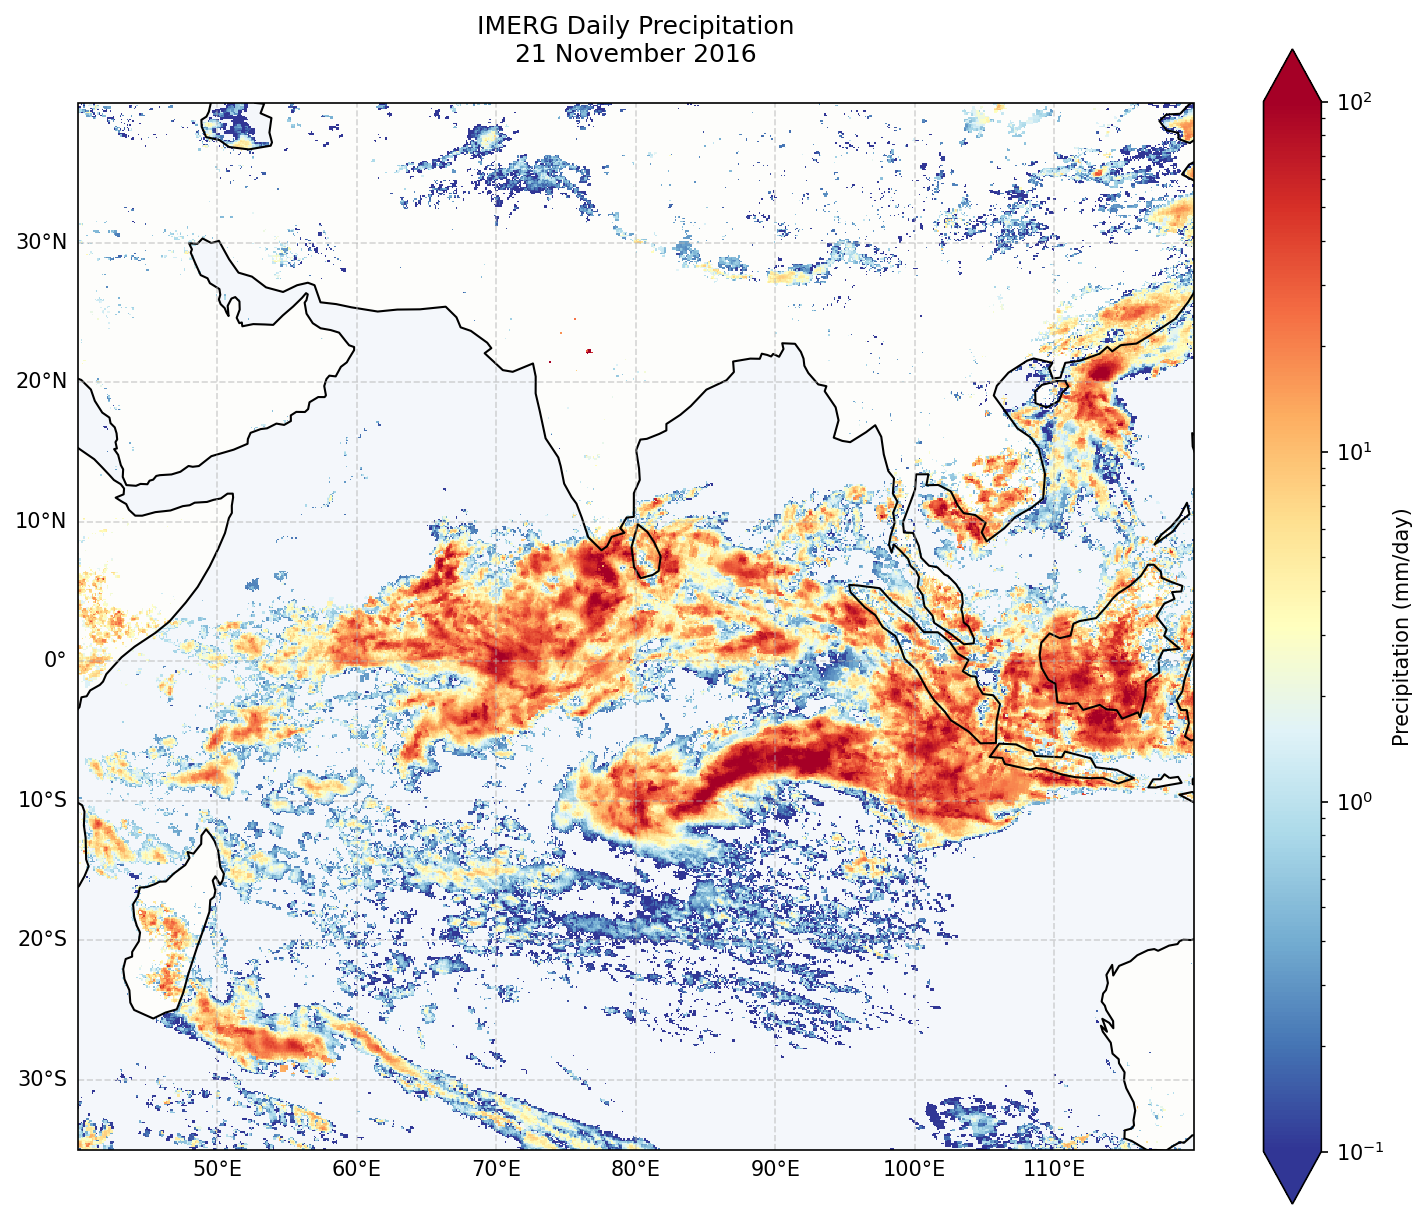 IMERG Daily Precipitation
21 November 2016
30°N
20°N
10°N
0°
10°S
20°S
30°S
50°E 60°E 70°E 80°E 90°E 100°E 110°E
10²
10¹
10⁰
10⁻¹
Precipitation (mm/day)